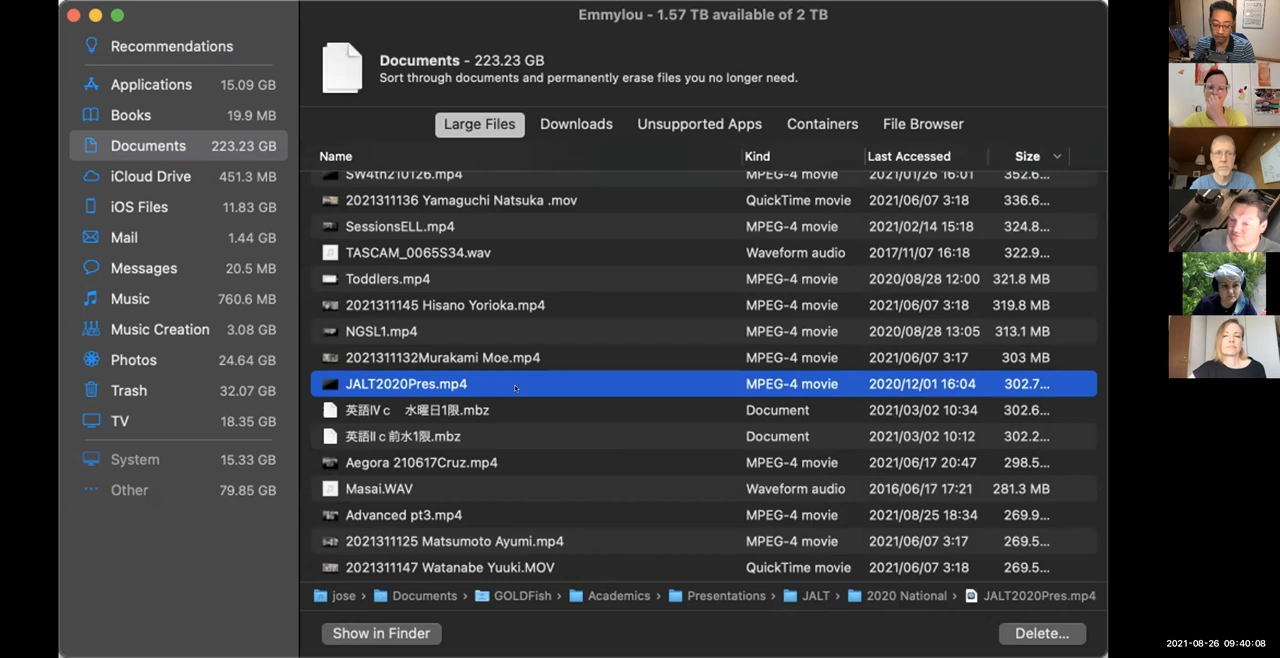 Emmylou - 1.57 TB available of 2 TB
Recommendations
Applications 15.09 GB
Books 19.9 MB
Documents 223.23 GB
iCloud Drive 451.3 MB
iOS Files 11.83 GB
Mail 1.44 GB
Messages 20.5 MB
Music 760.6 MB
Music Creation 3.08 GB
Photos 24.64 GB
Trash 32.07 GB
TV 18.35 GB
System 15.33 GB
Other 79.85 GB
Documents - 223.23 GB
Sort through documents and permanently erase files you no longer need.
Large Files Downloads Unsupported Apps Containers File Browser
Name Kind Last Accessed Size
SW4th210126.mp4 MPEG-4 movie 2021/01/26 16:01 352.6...
2021311136 Yamaguchi Natsuka .mov QuickTime movie 2021/06/07 3:18 336.6...
SessionsELL.mp4 MPEG-4 movie 2021/02/14 15:18 324.8...
TASCAM_0065S34.wav Waveform audio 2017/11/07 16:18 322.9...
Toddlers.mp4 MPEG-4 movie 2020/08/28 12:00 321.8 MB
2021311145 Hisano Yorioka.mp4 MPEG-4 movie 2021/06/07 3:18 319.8 MB
NGSL1.mp4 MPEG-4 movie 2020/08/28 13:05 313.1 MB
2021311132Murakami Moe.mp4 MPEG-4 movie 2021/06/07 3:17 303 MB
JALT2020Pres.mp4 MPEG-4 movie 2020/12/01 16:04 302.7...
英語Ⅳｃ　水曜日1限.mbz Document 2021/03/02 10:34 302.6...
英語Ⅱｃ前水1限.mbz Document 2021/03/02 10:12 302.2...
Aegora 210617Cruz.mp4 MPEG-4 movie 2021/06/17 20:47 298.5...
Masai.WAV Waveform audio 2016/06/17 17:21 281.3 MB
Advanced pt3.mp4 MPEG-4 movie 2021/08/25 18:34 269.9...
2021311125 Matsumoto Ayumi.mp4 MPEG-4 movie 2021/06/07 3:17 269.5...
2021311147 Watanabe Yuuki.MOV QuickTime movie 2021/06/07 3:18 269.5...
jose › Documents › GOLDFish › Academics › Presentations › JALT › 2020 National › JALT2020Pres.mp4
Show in Finder Delete...
2021-08-26 09:40:08